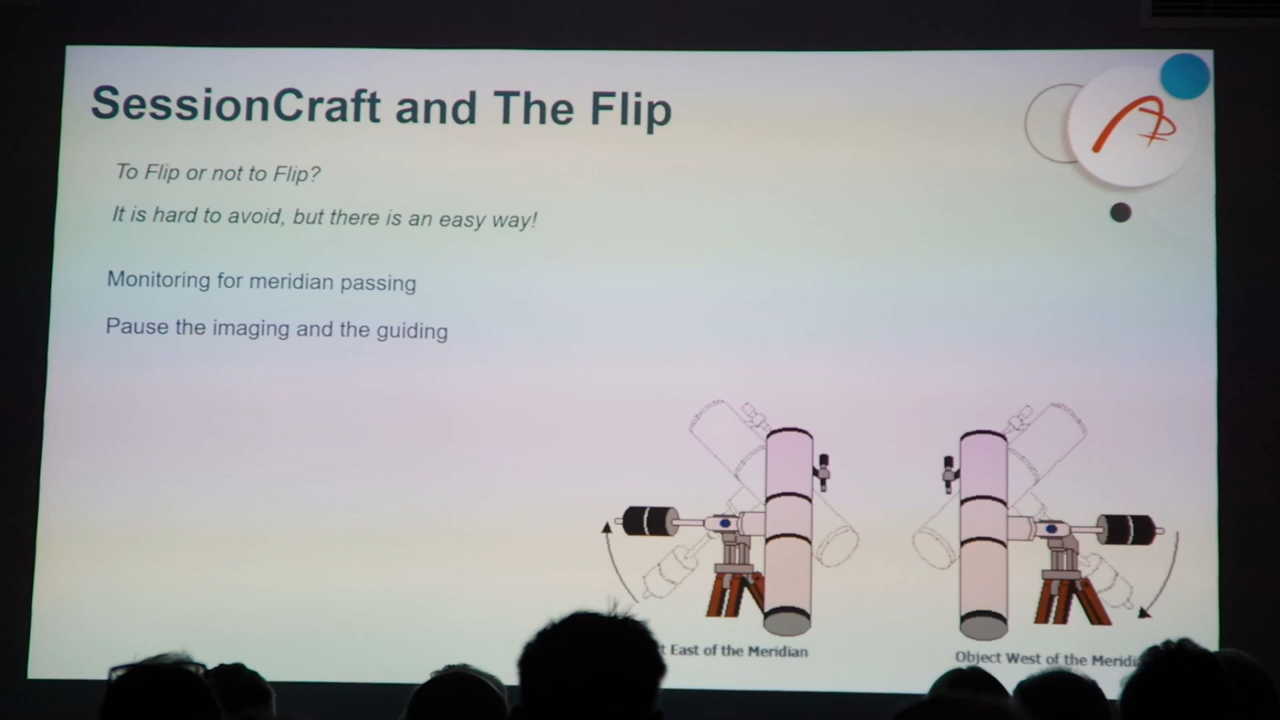 SessionCraft and The Flip
To Flip or not to Flip?
It is hard to avoid, but there is an easy way!
Monitoring for meridian passing
Pause the imaging and the guiding
East of the Meridian
Object West of the